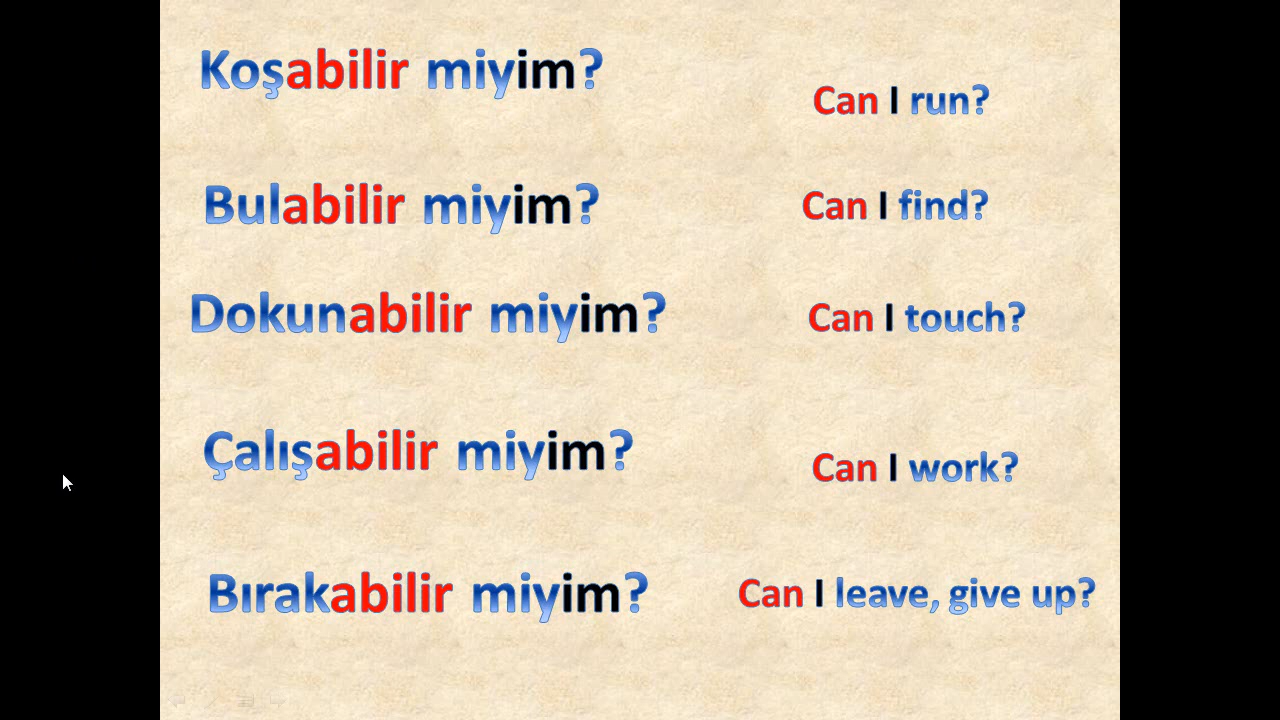 Koşabilir miyim?
Can I run?
Bulabilir miyim?
Can I find?
Dokunabilir miyim?
Can I touch?
Çalışabilir miyim?
Can I work?
Bırakabilir miyim?
Can I leave, give up?